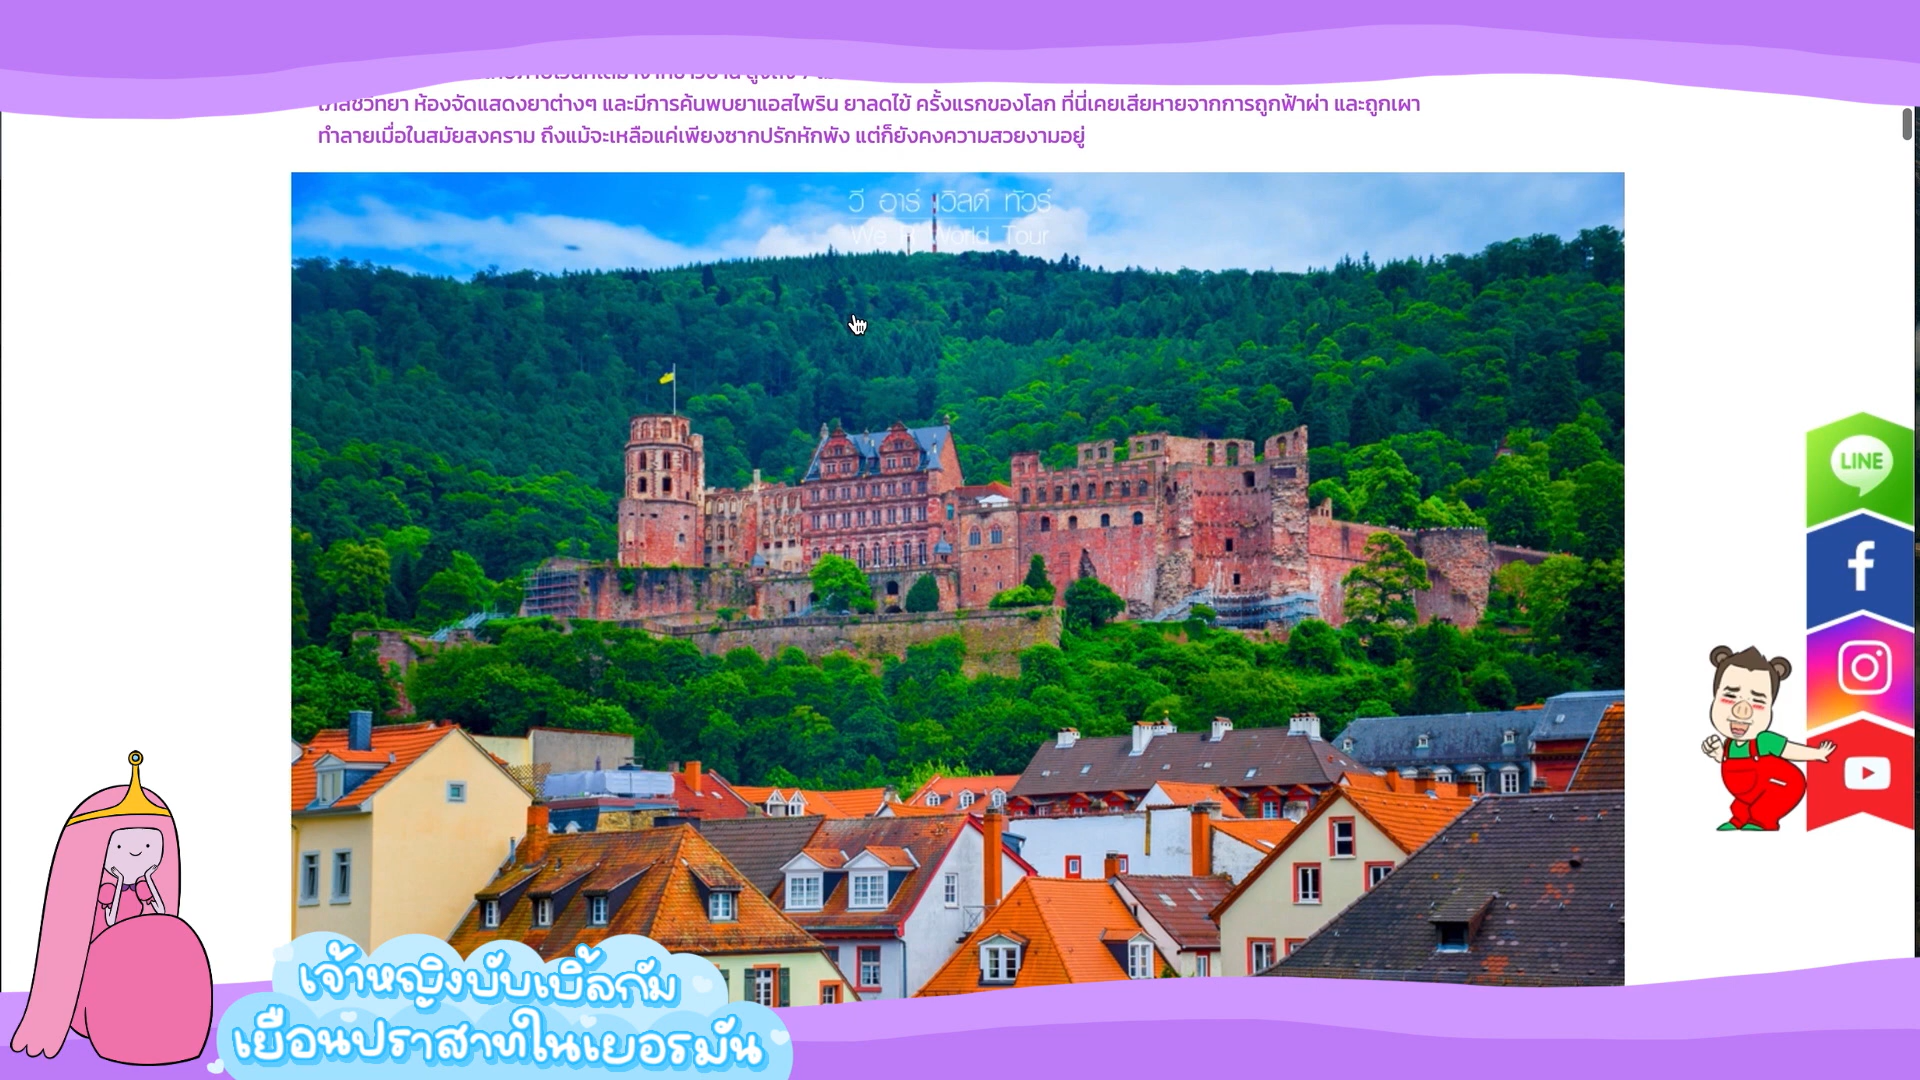 เภสัชวิทยา ห้องจัดแสดงยาต่างๆ และมีการค้นพบยาแอสไพริน ยาลดไข้ ครั้งแรกของโลก ที่นี่เคยเสียหายจากการถูกฟ้าผ่า และถูกเผา
ทำลายเมื่อในสมัยสงคราม ถึงแม้จะเหลือแค่เพียงซากปรักหักพัง แต่ก็ยังคงความสวยงามอยู่
วี อาร์ เวิลด์ ทัวร์
We R World Tour
LINE
เจ้าหญิงบับเบิ้ลกัม
เยือนปราสาทในเยอรมัน